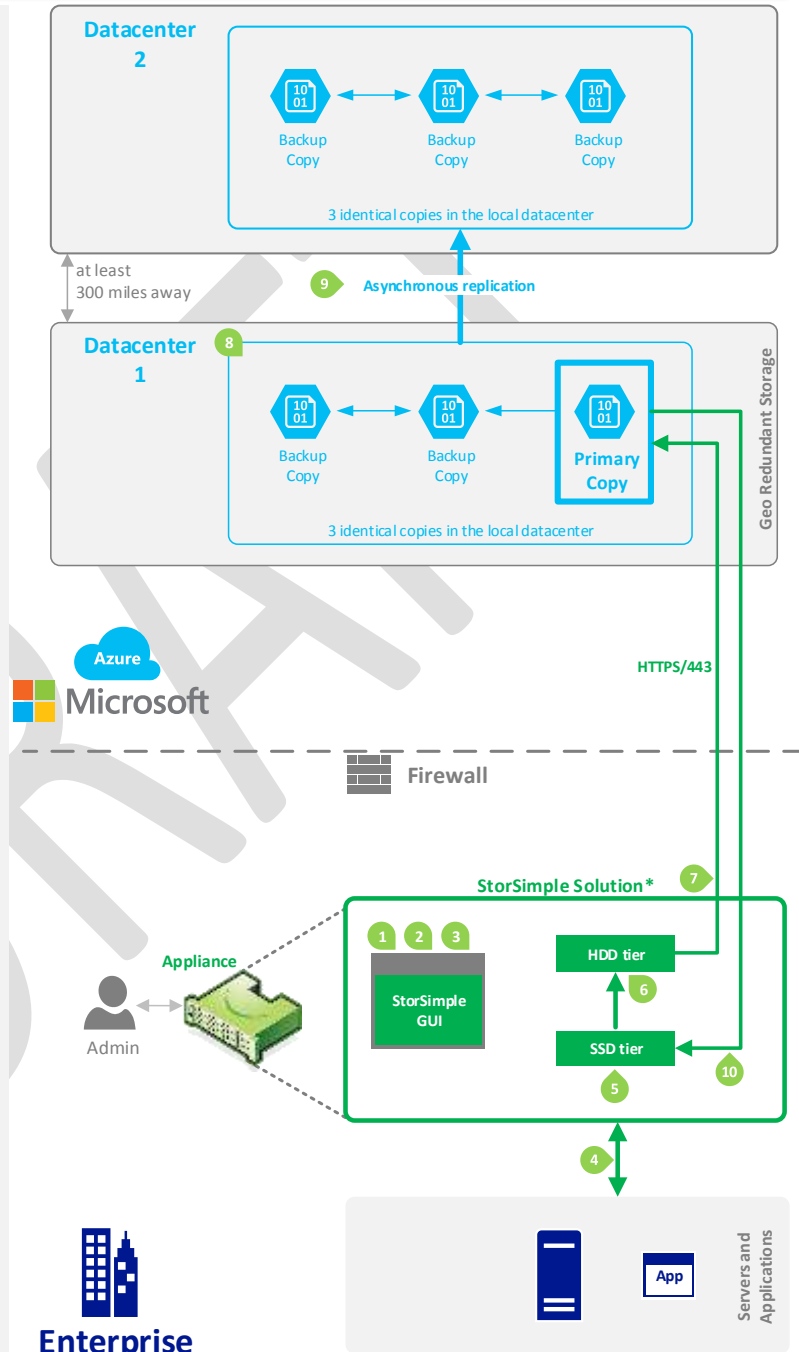 Datacenter
2
10
01
10
01
10
01
Backup
Copy
Backup
Copy
Backup
Copy
3 identical copies in the local datacenter
at least
300 miles away
9
Asynchronous replication
Datacenter
1
8
10
01
10
01
10
01
Backup
Copy
Backup
Copy
Primary
Copy
3 identical copies in the local datacenter
Geo Redundant Storage
Azure
Microsoft
HTTPS/443
Firewall
StorSimple Solution*
7
1
2
3
StorSimple
GUI
HDD tier
6
SSD tier
5
10
Appliance
Admin
4
App
Servers and
Applications
Enterprise